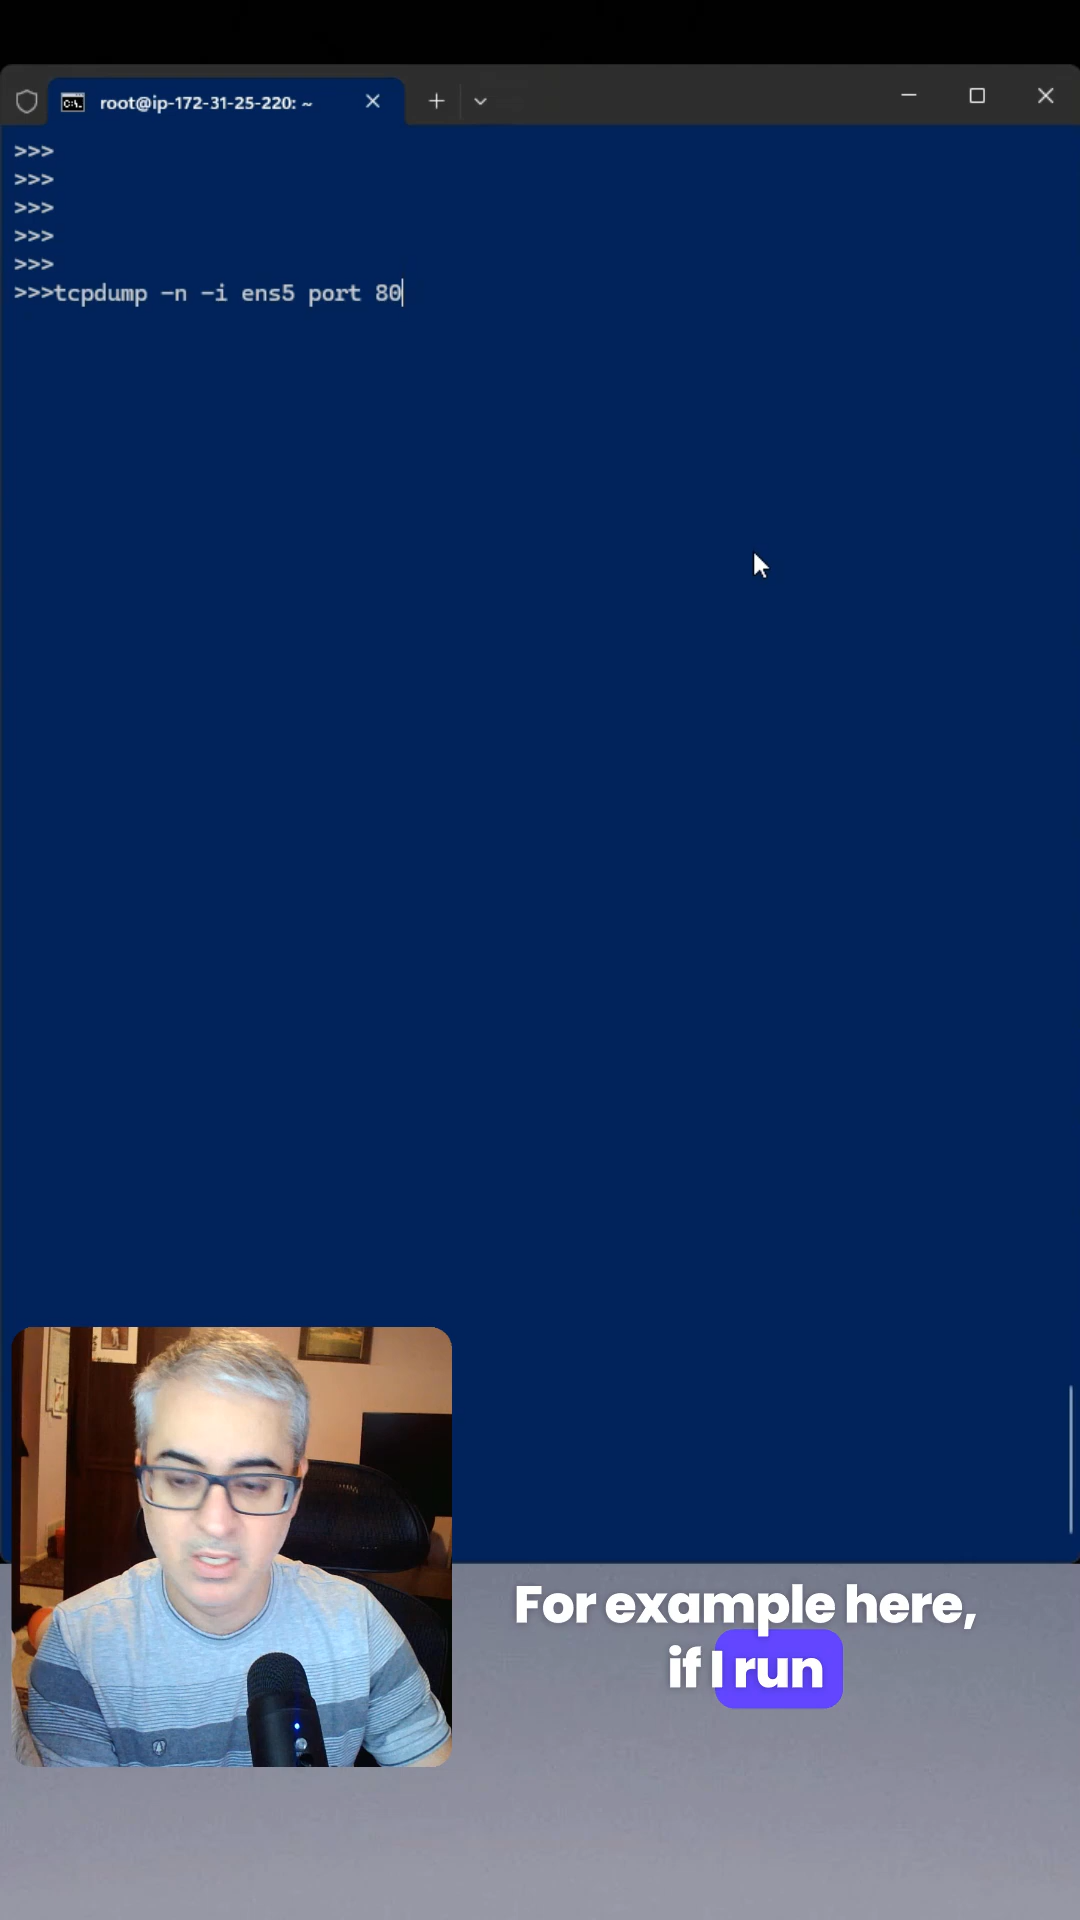 root@ip-172-31-25-220: ~
>>>
>>>
>>>
>>>
>>>
>>>tcpdump -n -i ens5 port 80
For example here,
if I run